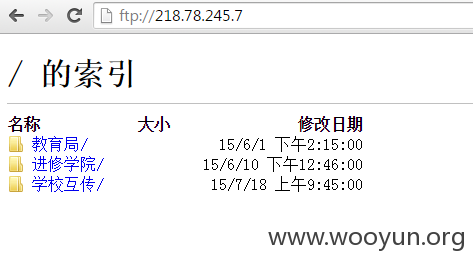 ftp://218.78.245.7
/ 的索引
名称 大小 修改日期
教育局/ 15/6/1 下午2:15:00
进修学院/ 15/6/10 下午12:46:00
学校互传/ 15/7/18 上午9:45:00
www.wooyun.org